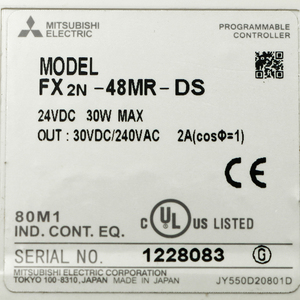 MITSUBISHI ELECTRIC
PROGRAMMABLE CONTROLLER
MODEL
FX2N-48MR-DS
24VDC 30W MAX
OUT : 30VDC/240VAC 2A(cosΦ=1)
CE
80M1
IND. CONT. EQ.
C UL US LISTED
SERIAL NO. 1228083 G
MITSUBISHI ELECTRIC CORPORATION
TOKYO 100-8310, JAPAN MADE IN JAPAN
JY550D20801D